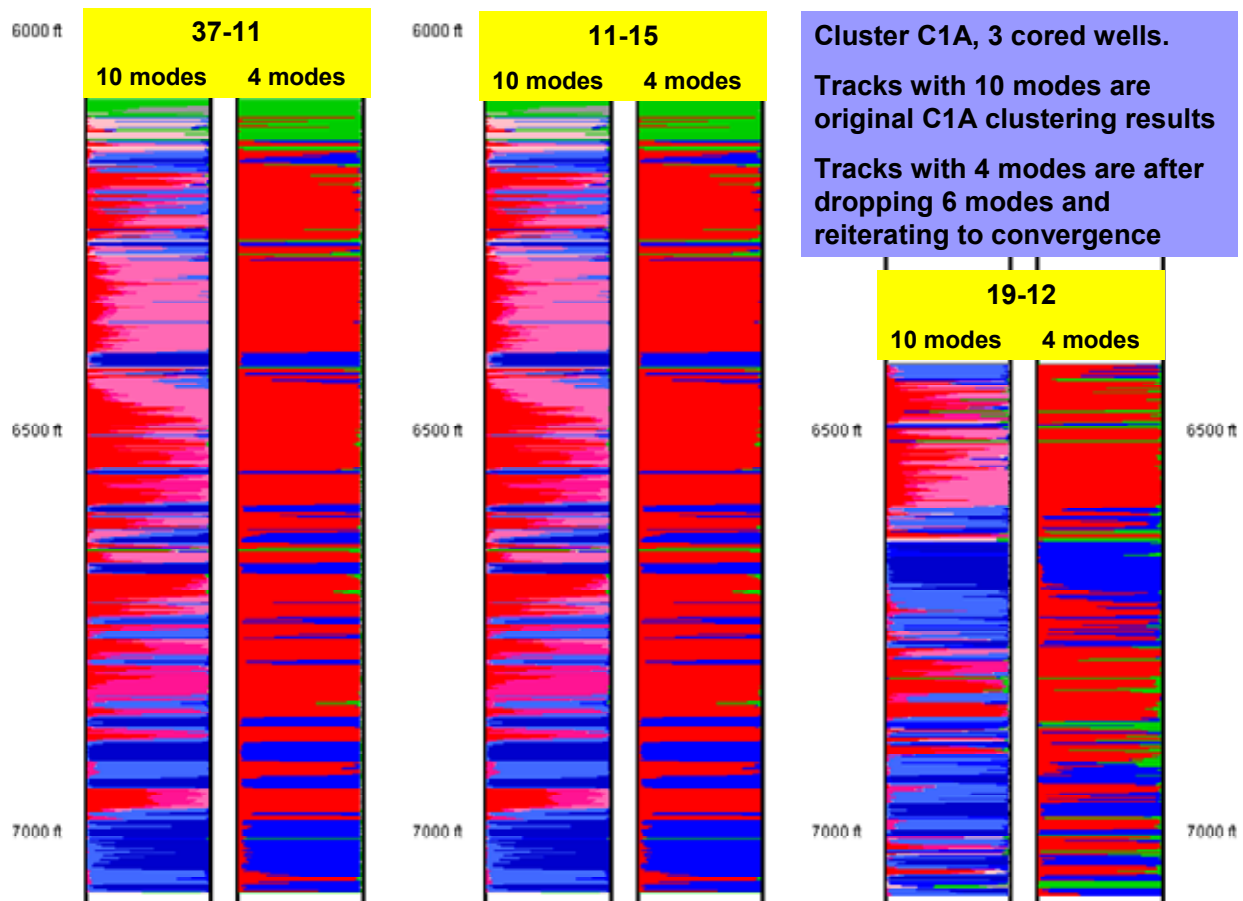 6000 ft
37-11
10 modes 4 modes
6000 ft
11-15
10 modes 4 modes
Cluster C1A, 3 cored wells.
Tracks with 10 modes are
original C1A clustering results
Tracks with 4 modes are after
dropping 6 modes and
reiterating to convergence
19-12
10 modes 4 modes
6500 ft
6500 ft
6500 ft
6500 ft
7000 ft
7000 ft
7000 ft
7000 ft